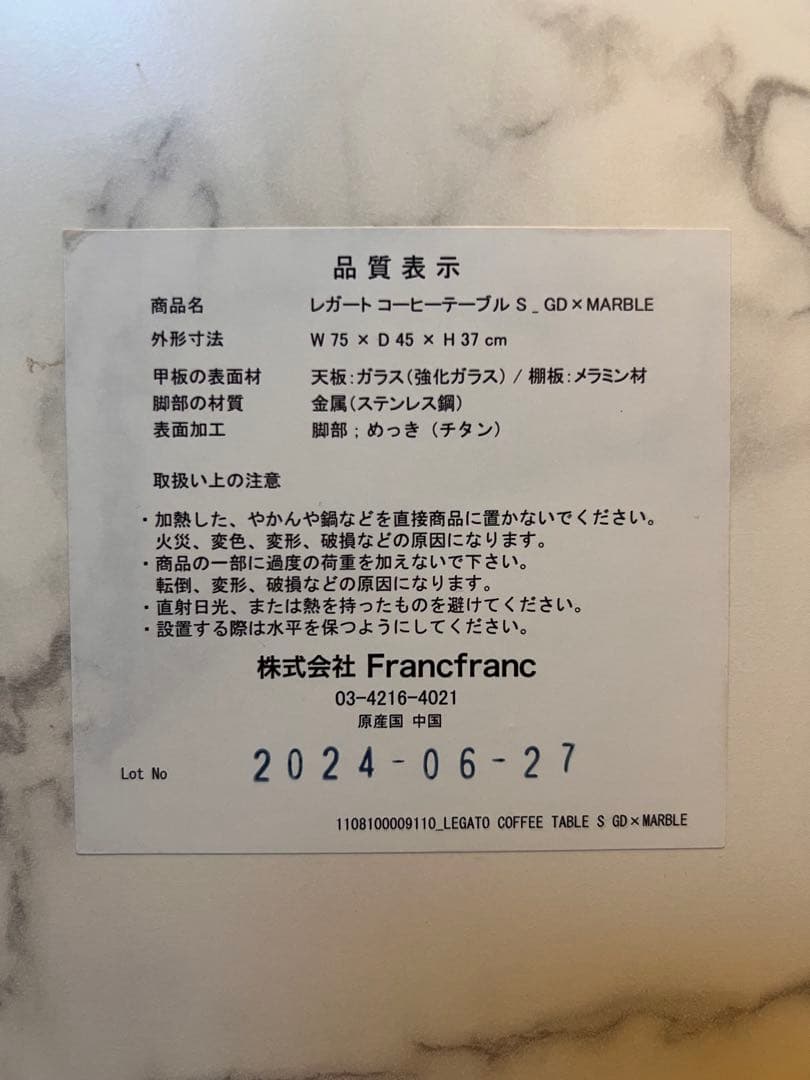 品質表示
商品名 レガート コーヒーテーブル S _ GD×MARBLE
外形寸法 W 75 × D 45 × H 37 cm
甲板の表面材 天板:ガラス(強化ガラス) / 棚板:メラミン材
脚部の材質 金属(ステンレス鋼)
表面加工 脚部 ; めっき (チタン)
取扱い上の注意
・加熱した、やかんや鍋などを直接商品に置かないでください。
火災、変色、変形、破損などの原因になります。
・商品の一部に過度の荷重を加えないで下さい。
転倒、変形、破損などの原因になります。
・直射日光、または熱を持ったものを避けてください。
・設置する際は水平を保つようにしてください。
株式会社 Francfranc
03-4216-4021
原産国 中国
Lot No 2024-06-27
1108100009110_LEGATO COFFEE TABLE S GD×MARBLE